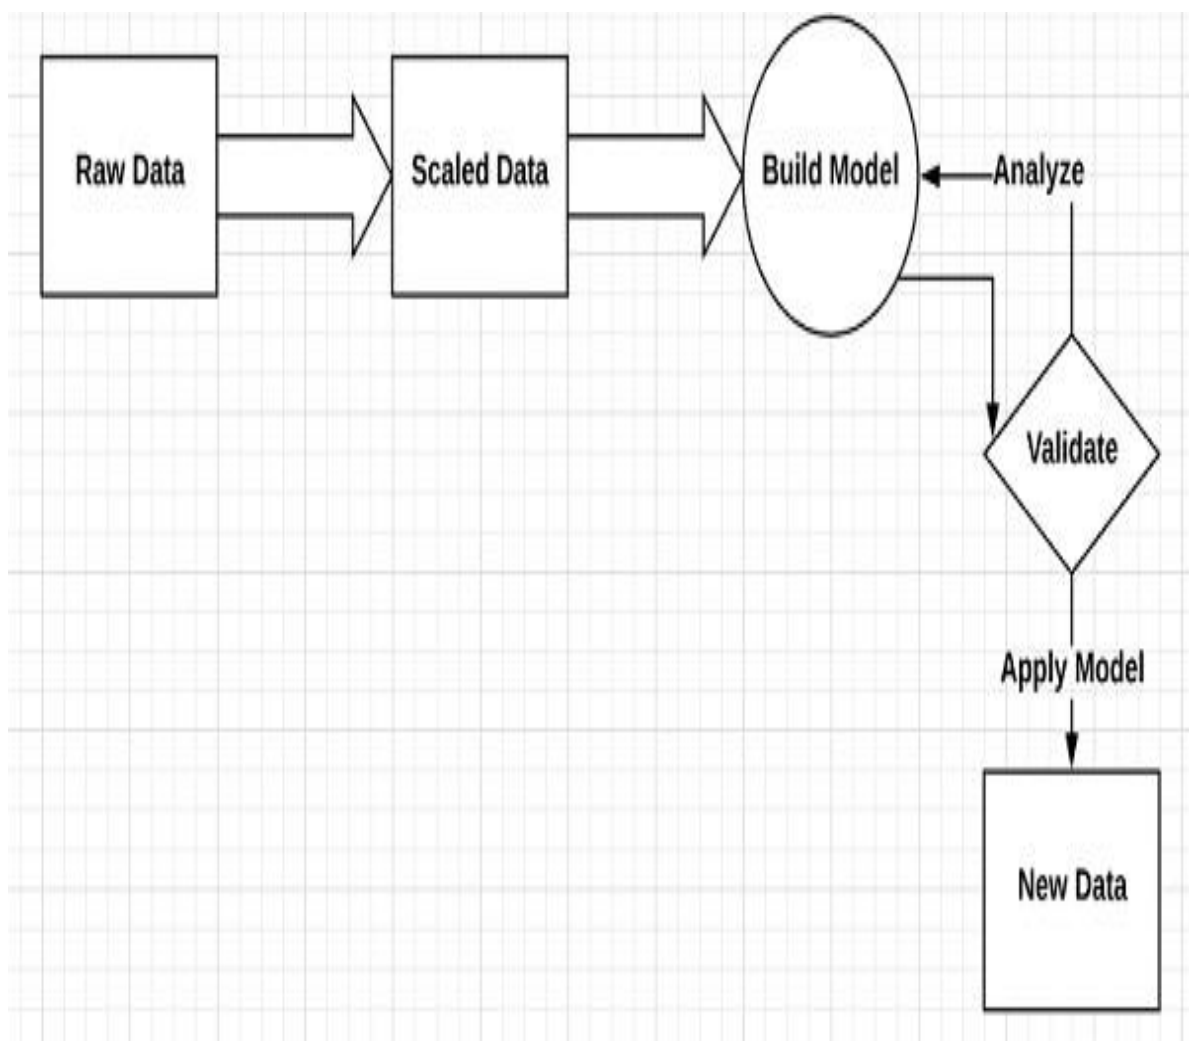 Raw Data
Scaled Data
Build Model
Analyze
Validate
Apply Model
New Data